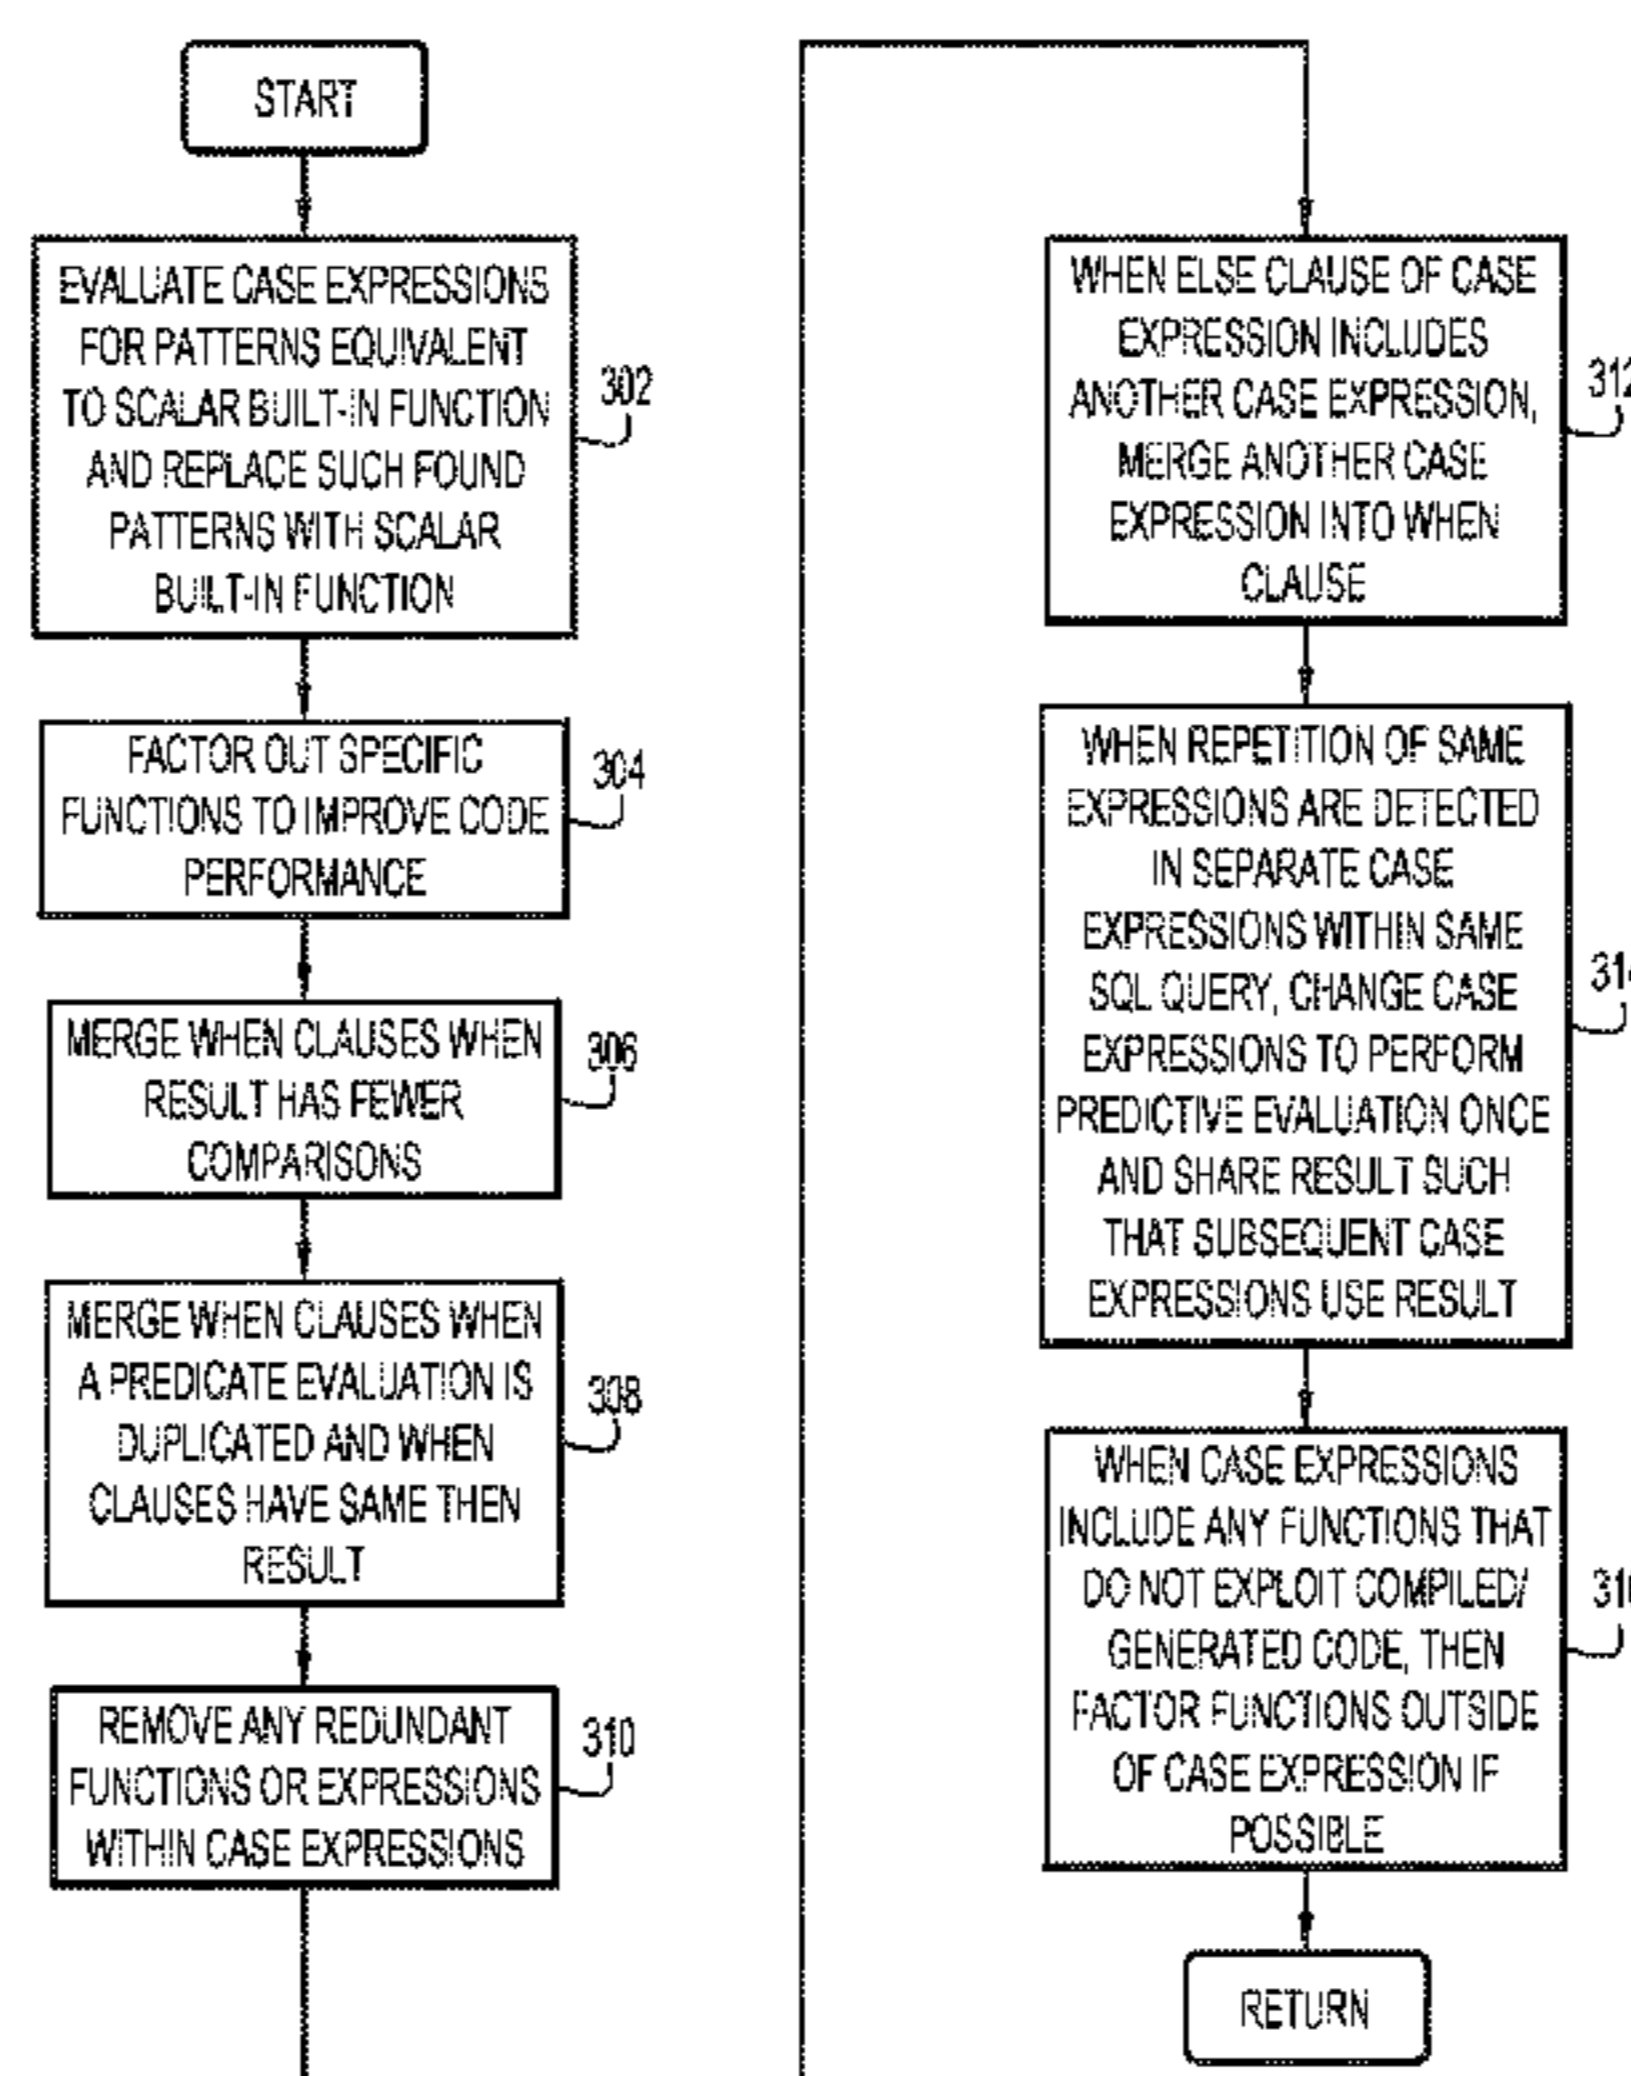 START
EVALUATE CASE EXPRESSIONS
FOR PATTERNS EQUIVALENT
TO SCALAR BUILT-IN FUNCTION
AND REPLACE SUCH FOUND
PATTERNS WITH SCALAR
BUILT-IN FUNCTION
302
FACTOR OUT SPECIFIC
FUNCTIONS TO IMPROVE CODE
PERFORMANCE
304
MERGE WHEN CLAUSES WHEN
RESULT HAS FEWER
COMPARISONS
306
MERGE WHEN CLAUSES WHEN
A PREDICATE EVALUATION IS
DUPLICATED AND WHEN
CLAUSES HAVE SAME THEN
RESULT
308
REMOVE ANY REDUNDANT
FUNCTIONS OR EXPRESSIONS
WITHIN CASE EXPRESSIONS
310
WHEN ELSE CLAUSE OF CASE
EXPRESSION INCLUDES
ANOTHER CASE EXPRESSION,
MERGE ANOTHER CASE
EXPRESSION INTO WHEN
CLAUSE
312
WHEN REPETITION OF SAME
EXPRESSIONS ARE DETECTED
IN SEPARATE CASE
EXPRESSIONS WITHIN SAME
SQL QUERY, CHANGE CASE
EXPRESSIONS TO PERFORM
PREDICTIVE EVALUATION ONCE
AND SHARE RESULT SUCH
THAT SUBSEQUENT CASE
EXPRESSIONS USE RESULT
WHEN CASE EXPRESSIONS
INCLUDE ANY FUNCTIONS THAT
DO NOT EXPLOIT COMPILED/
GENERATED CODE, THEN
FACTOR FUNCTIONS OUTSIDE
OF CASE EXPRESSION IF
POSSIBLE
RETURN